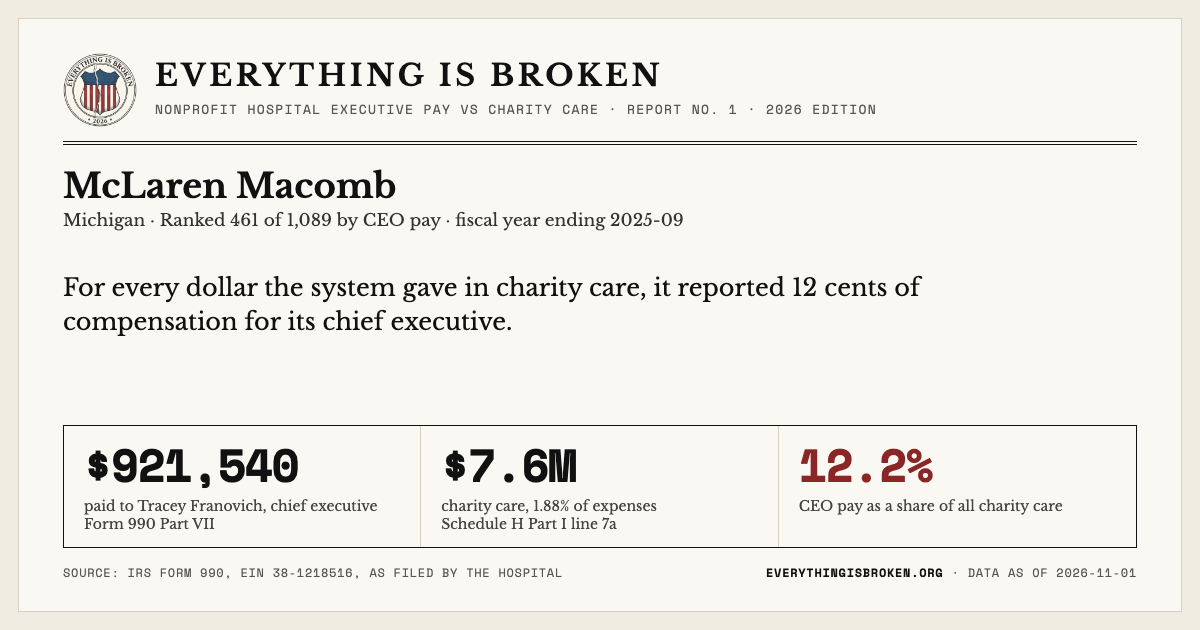 EVERYTHING IS BROKEN
2026
EVERYTHING IS BROKEN
NONPROFIT HOSPITAL EXECUTIVE PAY VS CHARITY CARE · REPORT NO. 1 · 2026 EDITION
McLaren Macomb
Michigan · Ranked 461 of 1,089 by CEO pay · fiscal year ending 2025-09
For every dollar the system gave in charity care, it reported 12 cents of
compensation for its chief executive.
$921,540
paid to Tracey Franovich, chief executive
Form 990 Part VII
$7.6M
charity care, 1.88% of expenses
Schedule H Part I line 7a
12.2%
CEO pay as a share of all charity care
SOURCE: IRS FORM 990, EIN 38-1218516, AS FILED BY THE HOSPITAL
EVERYTHINGISBROKEN.ORG · DATA AS OF 2026-11-01